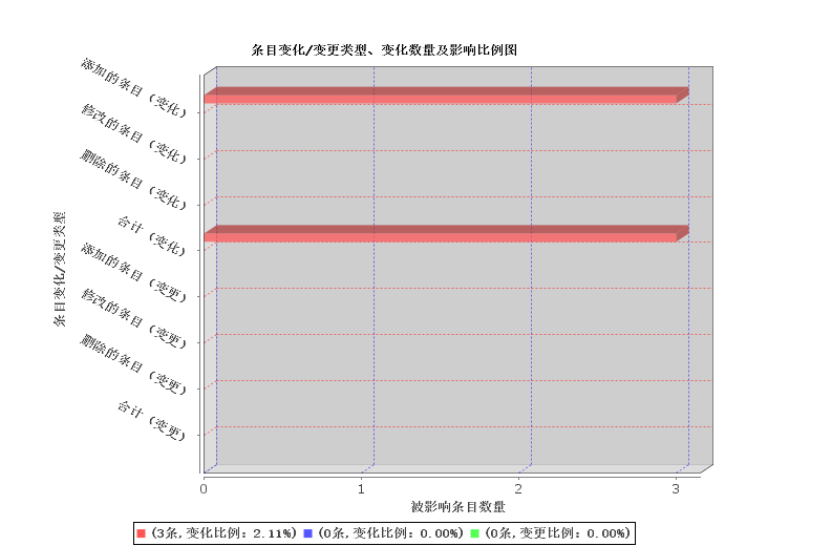 条目变化/变更类型、变化数量及影响比例图
添加的条目（变化）
修改的条目（变化）
删除的条目（变化）
合计（变化）
添加的条目（变更）
修改的条目（变更）
删除的条目（变更）
合计（变更）
条目变化/变更类型
0 1 2 3
被影响条目数量
(3条,变化比例：2.11%) (0条,变化比例：0.00%) (0条,变更比例：0.00%)